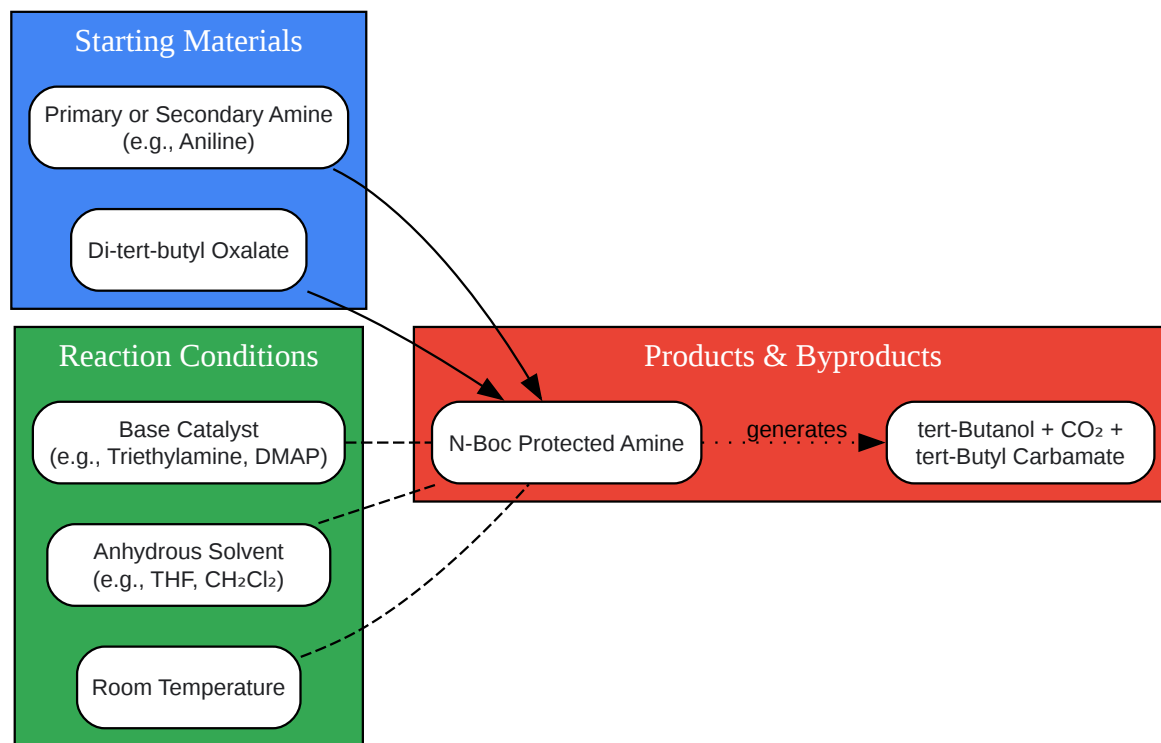 Starting Materials
Primary or Secondary Amine
(e.g., Aniline)
Di-tert-butyl Oxalate
Reaction Conditions
Base Catalyst
(e.g., Triethylamine, DMAP)
Anhydrous Solvent
(e.g., THF, CH₂Cl₂)
Room Temperature
Products & Byproducts
N-Boc Protected Amine
generates
tert-Butanol + CO₂ +
tert-Butyl Carbamate